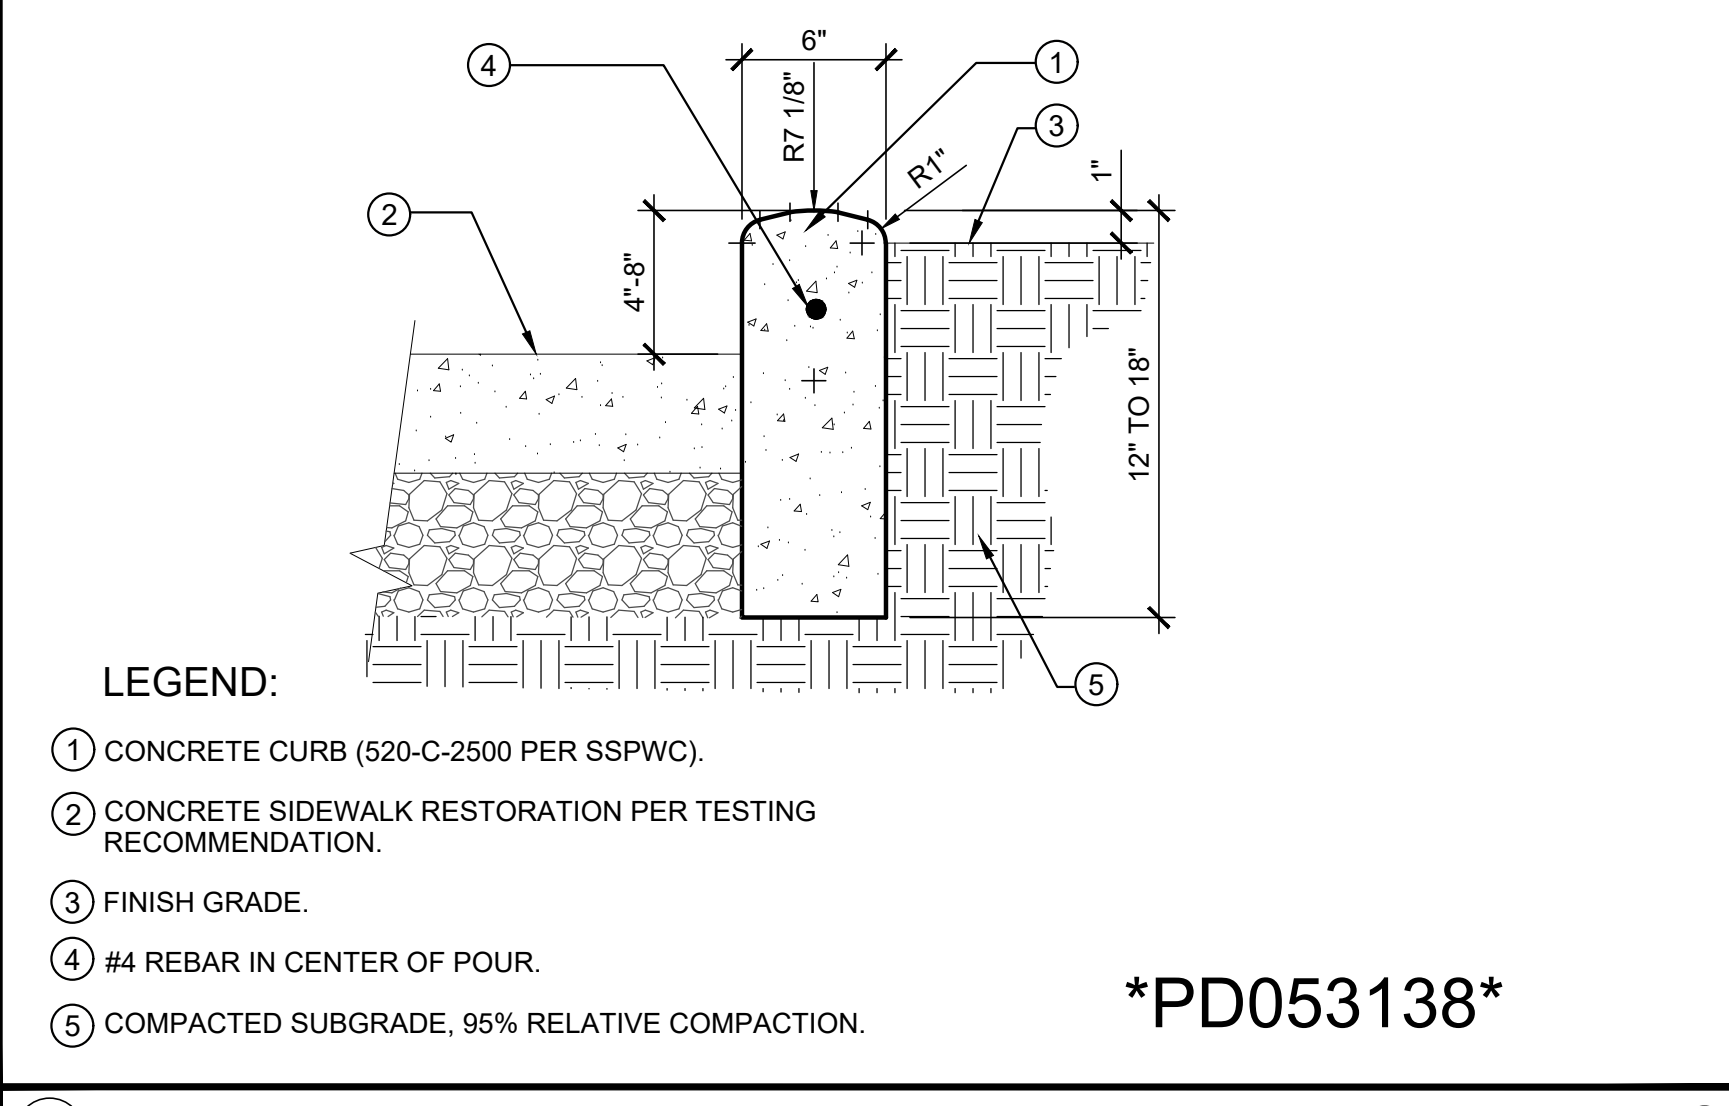 6"
4
1
R7 1/8"
3
R1"
1"
2
4"-8"
12" TO 18"
5
LEGEND:
1 CONCRETE CURB (520-C-2500 PER SSPWC).
2 CONCRETE SIDEWALK RESTORATION PER TESTING
RECOMMENDATION.
3 FINISH GRADE.
4 #4 REBAR IN CENTER OF POUR.
5 COMPACTED SUBGRADE, 95% RELATIVE COMPACTION.
*PD053138*